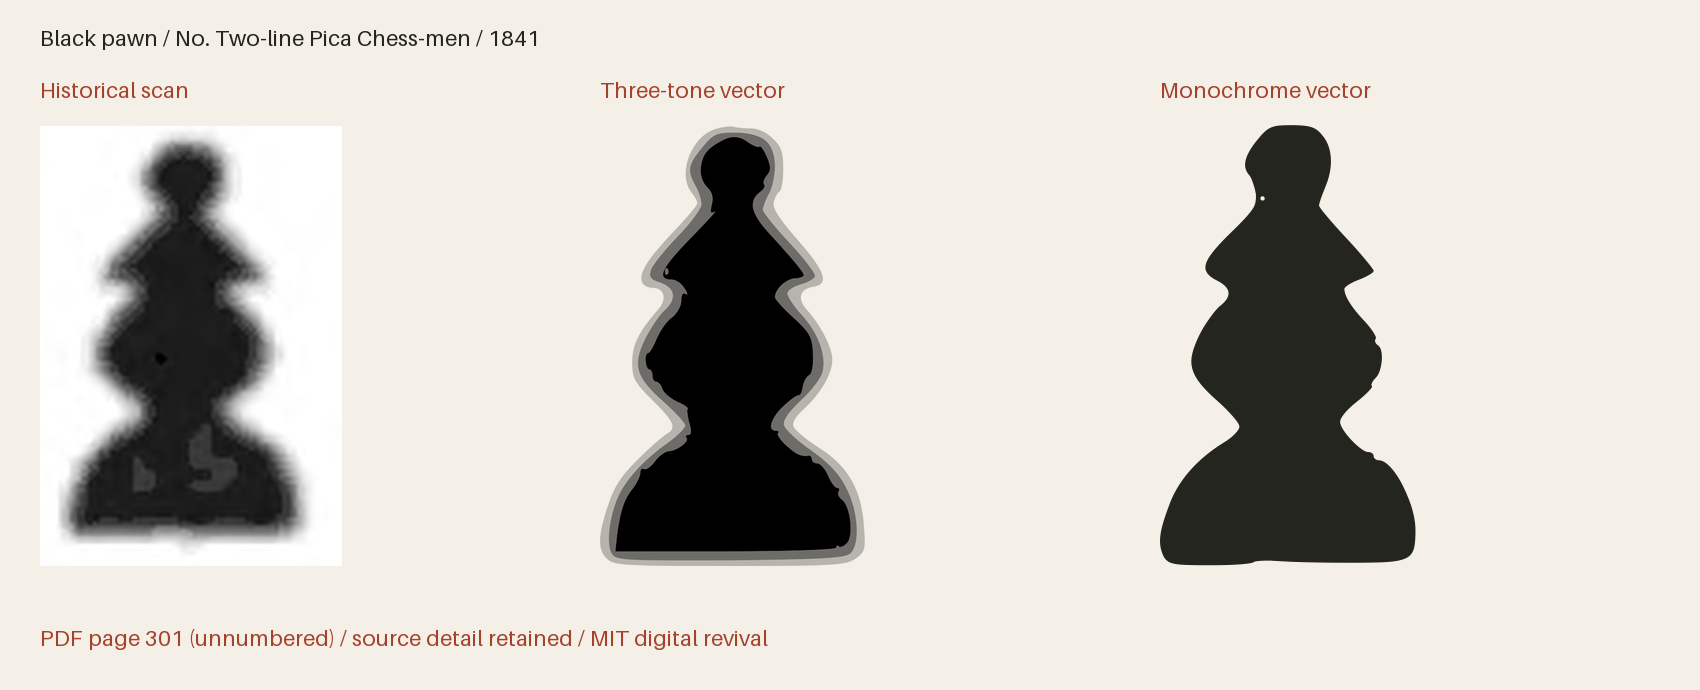 Black pawn / No. Two-line Pica Chess-men / 1841
Historical scan
Three-tone vector
Monochrome vector
PDF page 301 (unnumbered) / source detail retained / MIT digital revival